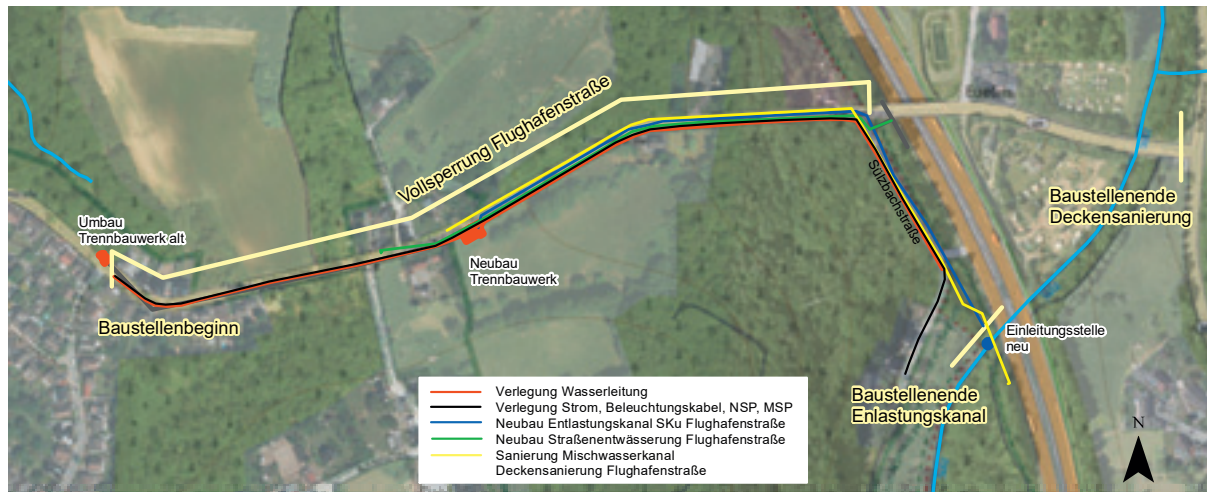 Vollsperrung Flughafenstraße
Umbau
Trennbauwerk alt
Baustellenbeginn
Neubau
Trennbauwerk
Sülzbachstraße
Baustellenende
Deckensanierung
Einleitungsstelle
neu
Baustellenende
Enlastungskanal
Verlegung Wasserleitung
Verlegung Strom, Beleuchtungskabel, NSP, MSP
Neubau Entlastungskanal SKu Flughafenstraße
Neubau Straßenentwässerung Flughafenstraße
Sanierung Mischwasserkanal
Deckensanierung Flughafenstraße
N